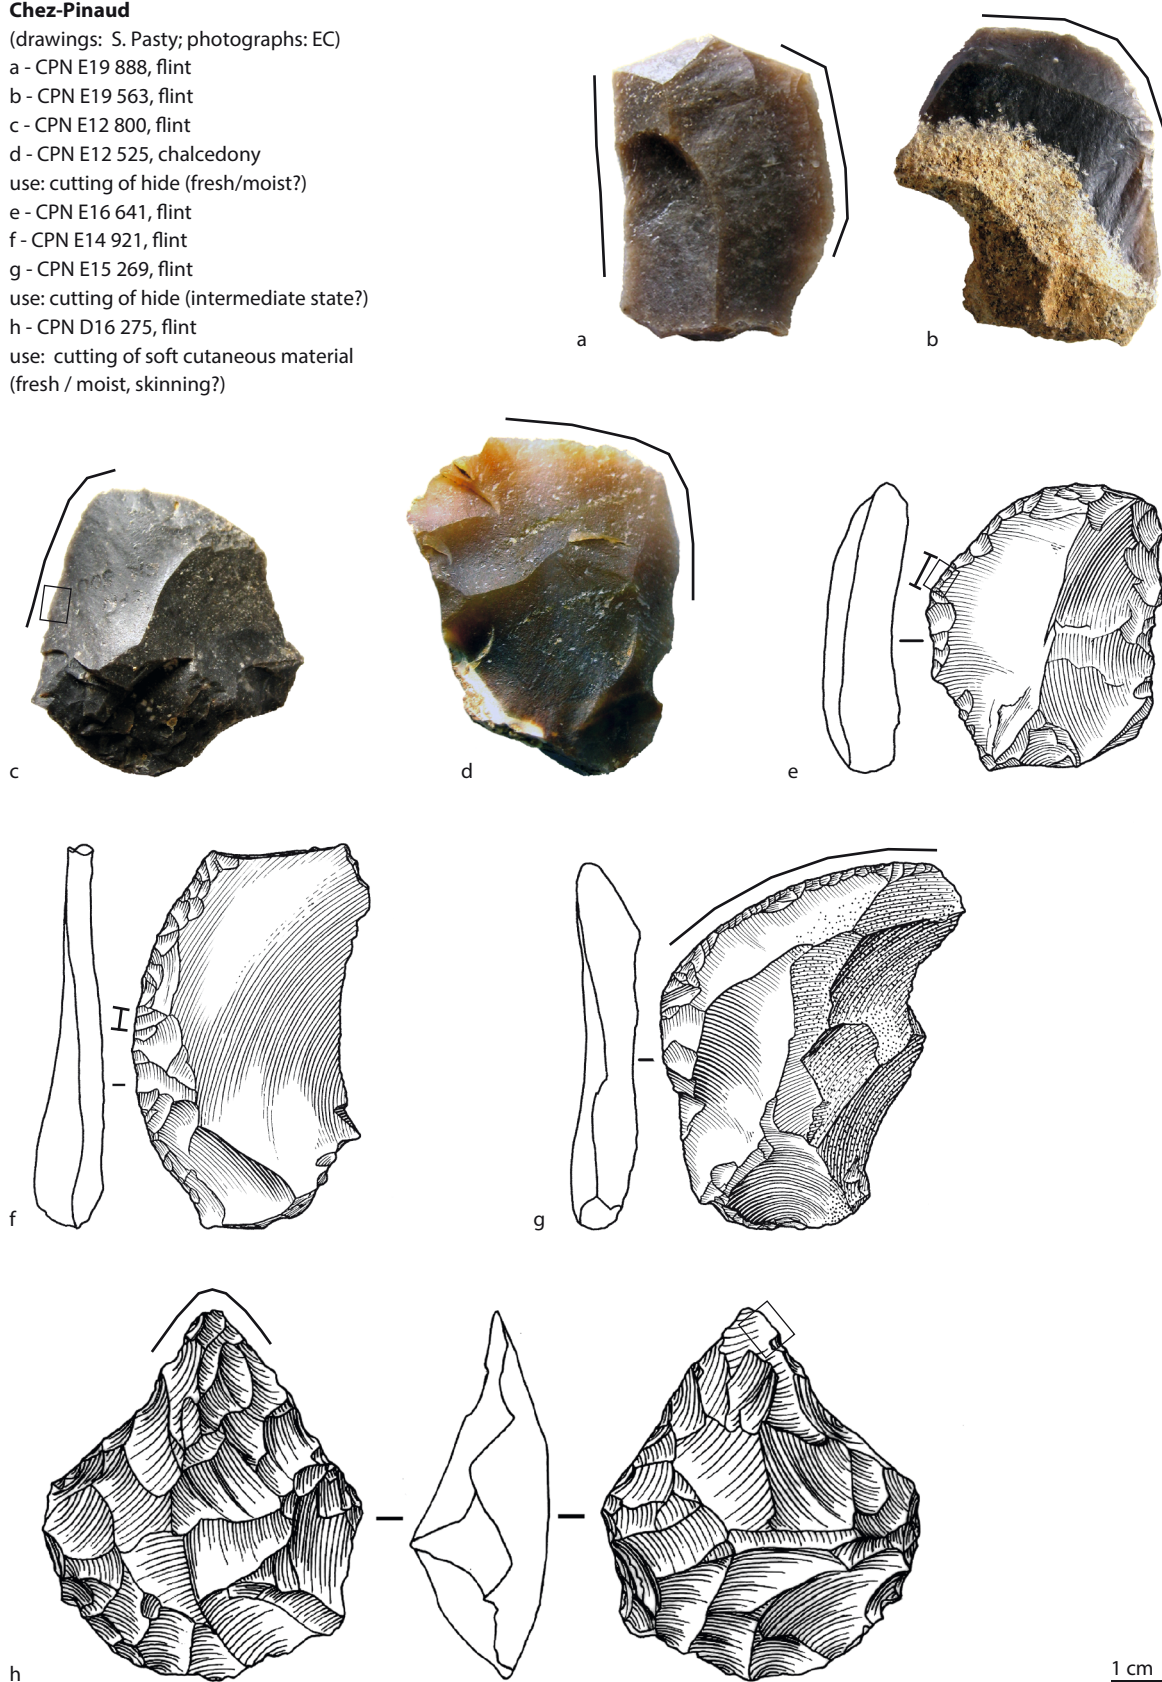 Chez-Pinaud
(drawings: S. Pasty; photographs: EC)
a - CPN E19 888, flint
b - CPN E19 563, flint
c - CPN E12 800, flint
d - CPN E12 525, chalcedony
use: cutting of hide (fresh/moist?)
e - CPN E16 641, flint
f - CPN E14 921, flint
g - CPN E15 269, flint
use: cutting of hide (intermediate state?)
h - CPN D16 275, flint
use: cutting of soft cutaneous material
(fresh / moist, skinning?)
a
b
c
d
e
f
g
h
1 cm